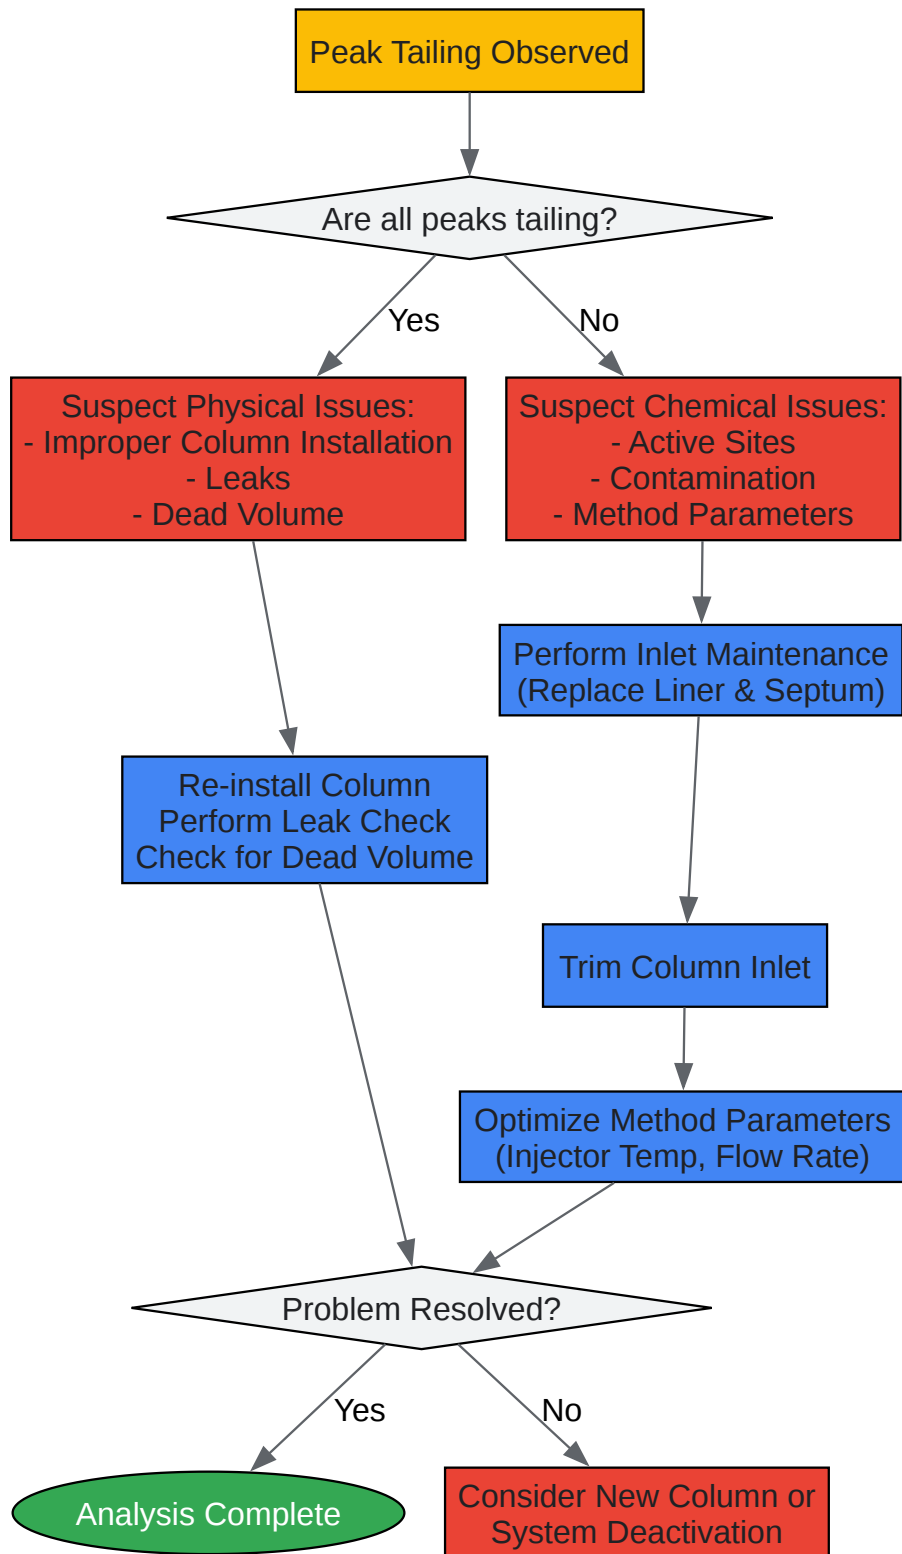 Peak Tailing Observed
Are all peaks tailing?
Yes
No
Suspect Physical Issues:
- Improper Column Installation
- Leaks
- Dead Volume
Suspect Chemical Issues:
- Active Sites
- Contamination
- Method Parameters
Perform Inlet Maintenance
(Replace Liner & Septum)
Re-install Column
Perform Leak Check
Check for Dead Volume
Trim Column Inlet
Optimize Method Parameters
(Injector Temp, Flow Rate)
Problem Resolved?
Yes
No
Analysis Complete
Consider New Column or
System Deactivation